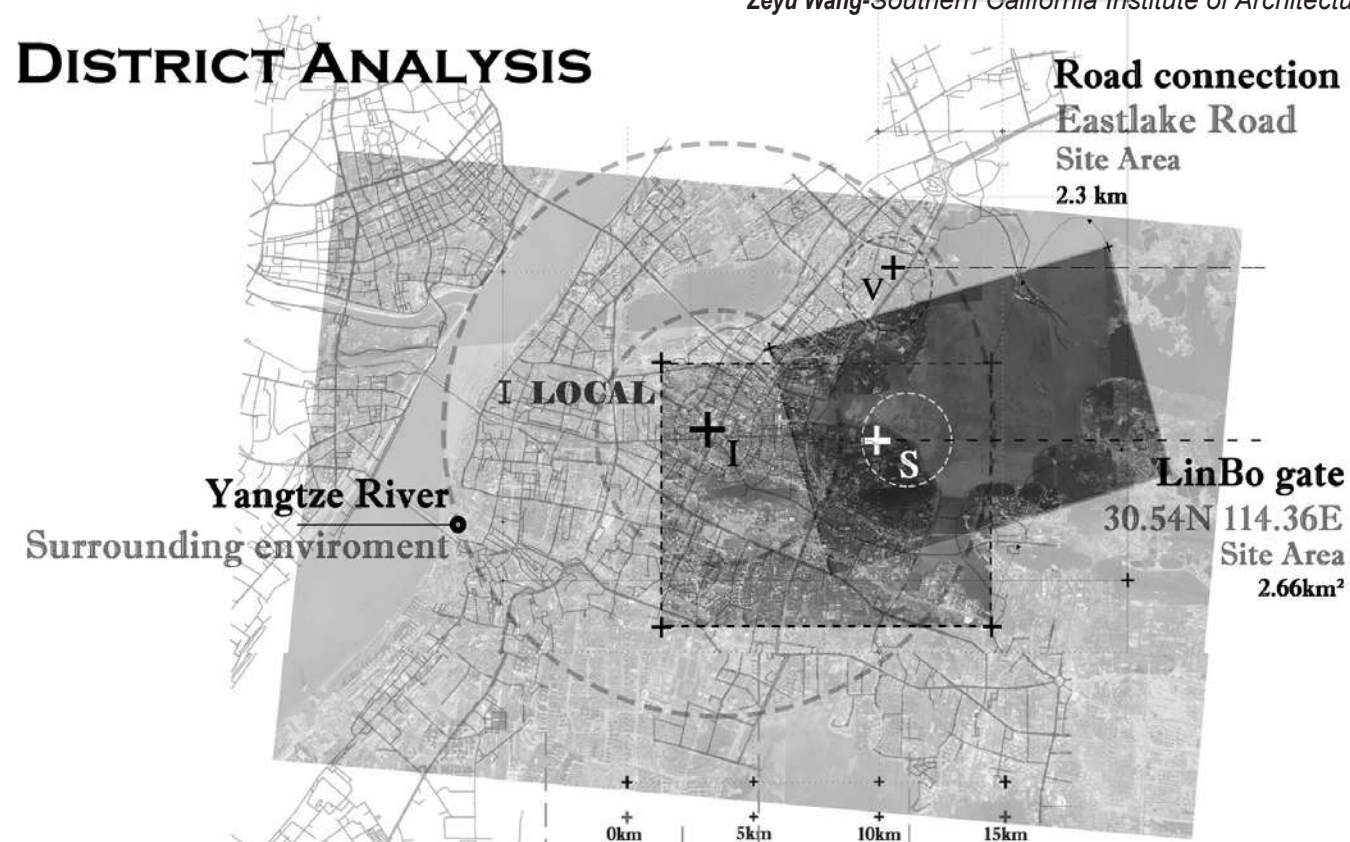 Zeyu Wang-Southern California Institute of Architectu
DISTRICT ANALYSIS
Road connection
Eastlake Road
Site Area
2.3 km
V
I LOCAL
I
S
Yangtze River
Surrounding enviroment
LinBo gate
30.54N 114.36E
Site Area
2.66km²
0km 5km 10km 15km